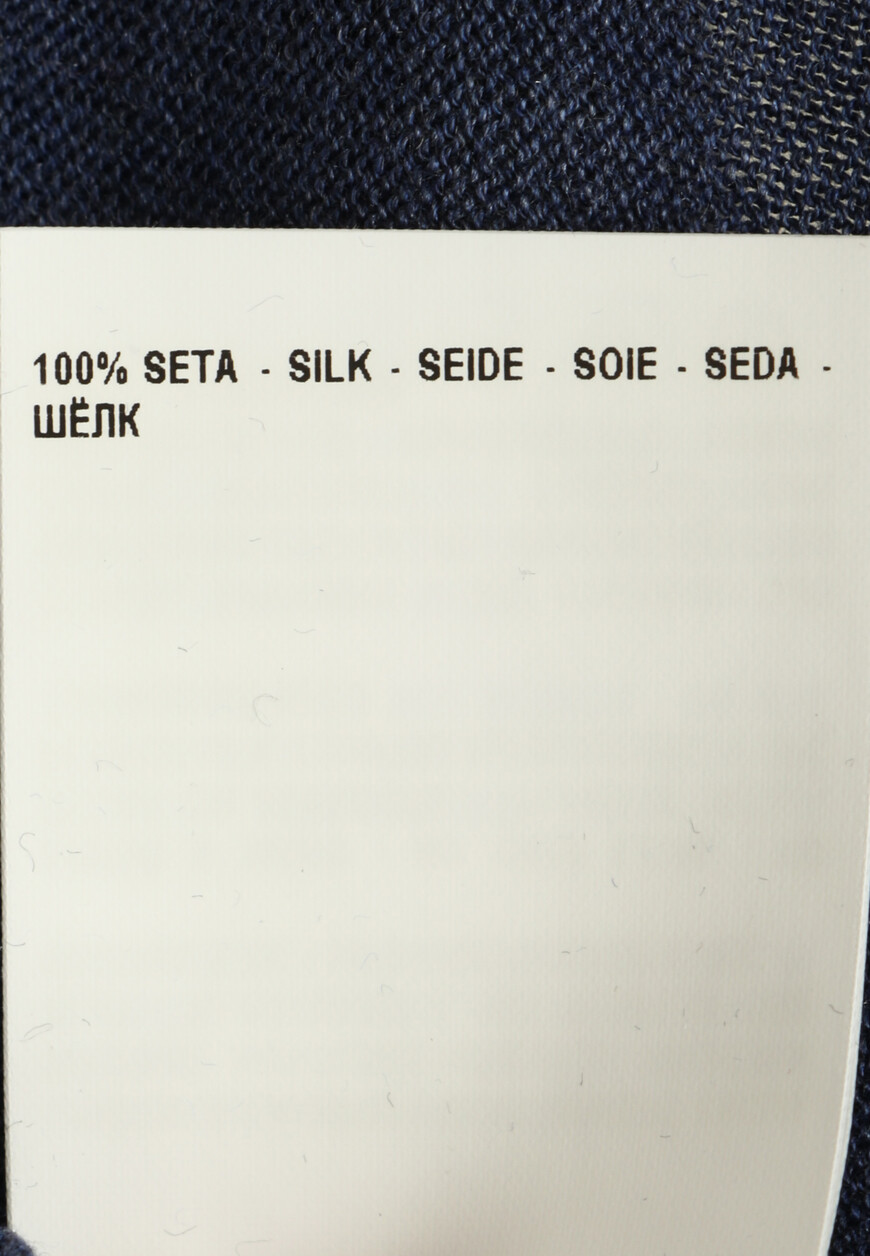 100% SETA - SILK - SEIDE - SOIE - SEDA -
ШЁЛК